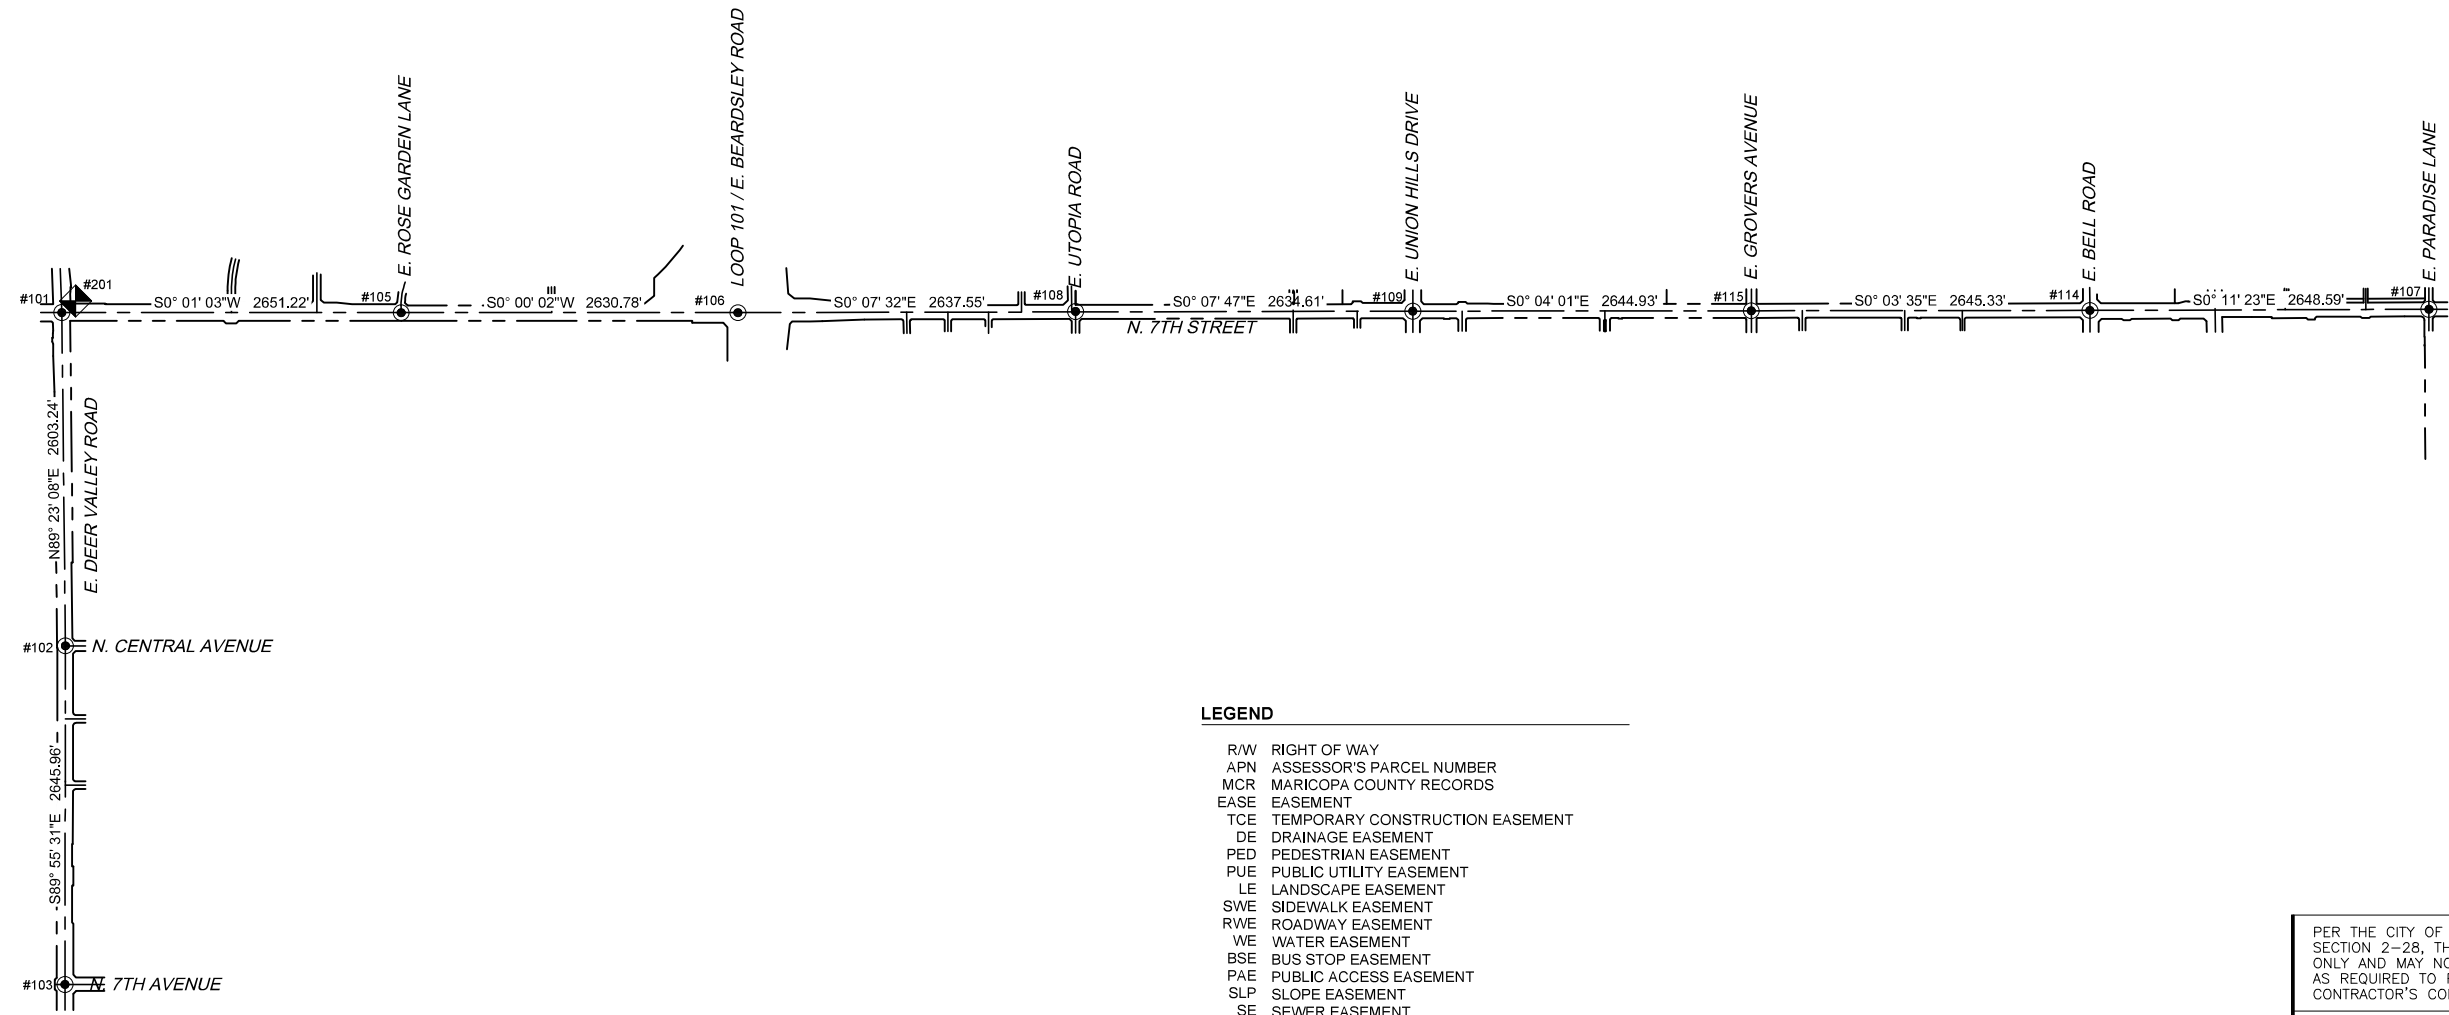 LOOP 101 / E. BEARDSLEY ROAD
E. ROSE GARDEN LANE
E. UTOPIA ROAD
E. UNION HILLS DRIVE
E. GROVERS AVENUE
E. BELL ROAD
E. PARADISE LANE
#101
#201
S0° 01' 03"W 2651.22'
#105
S0° 00' 02"W 2630.78'
#106
S0° 07' 32"E 2637.55'
#108
S0° 07' 47"E 2634.61'
#109
S0° 04' 01"E 2644.93'
#115
S0° 03' 35"E 2645.33'
#114
S0° 11' 23"E 2648.59'
#107
N. 7TH STREET
N89° 23' 08"E 2603.24'
E. DEER VALLEY ROAD
#102
N. CENTRAL AVENUE
S89° 55' 31"E 2645.96'
#103
N. 7TH AVENUE
LEGEND
R/W RIGHT OF WAY
APN ASSESSOR'S PARCEL NUMBER
MCR MARICOPA COUNTY RECORDS
EASE EASEMENT
TCE TEMPORARY CONSTRUCTION EASEMENT
DE DRAINAGE EASEMENT
PED PEDESTRIAN EASEMENT
PUE PUBLIC UTILITY EASEMENT
LE LANDSCAPE EASEMENT
SWE SIDEWALK EASEMENT
RWE ROADWAY EASEMENT
WE WATER EASEMENT
BSE BUS STOP EASEMENT
PAE PUBLIC ACCESS EASEMENT
SLP SLOPE EASEMENT
SE SEWER EASEMENT
PER THE CITY OF
SECTION 2-28, TH
ONLY AND MAY NO
AS REQUIRED TO
CONTRACTOR'S CO